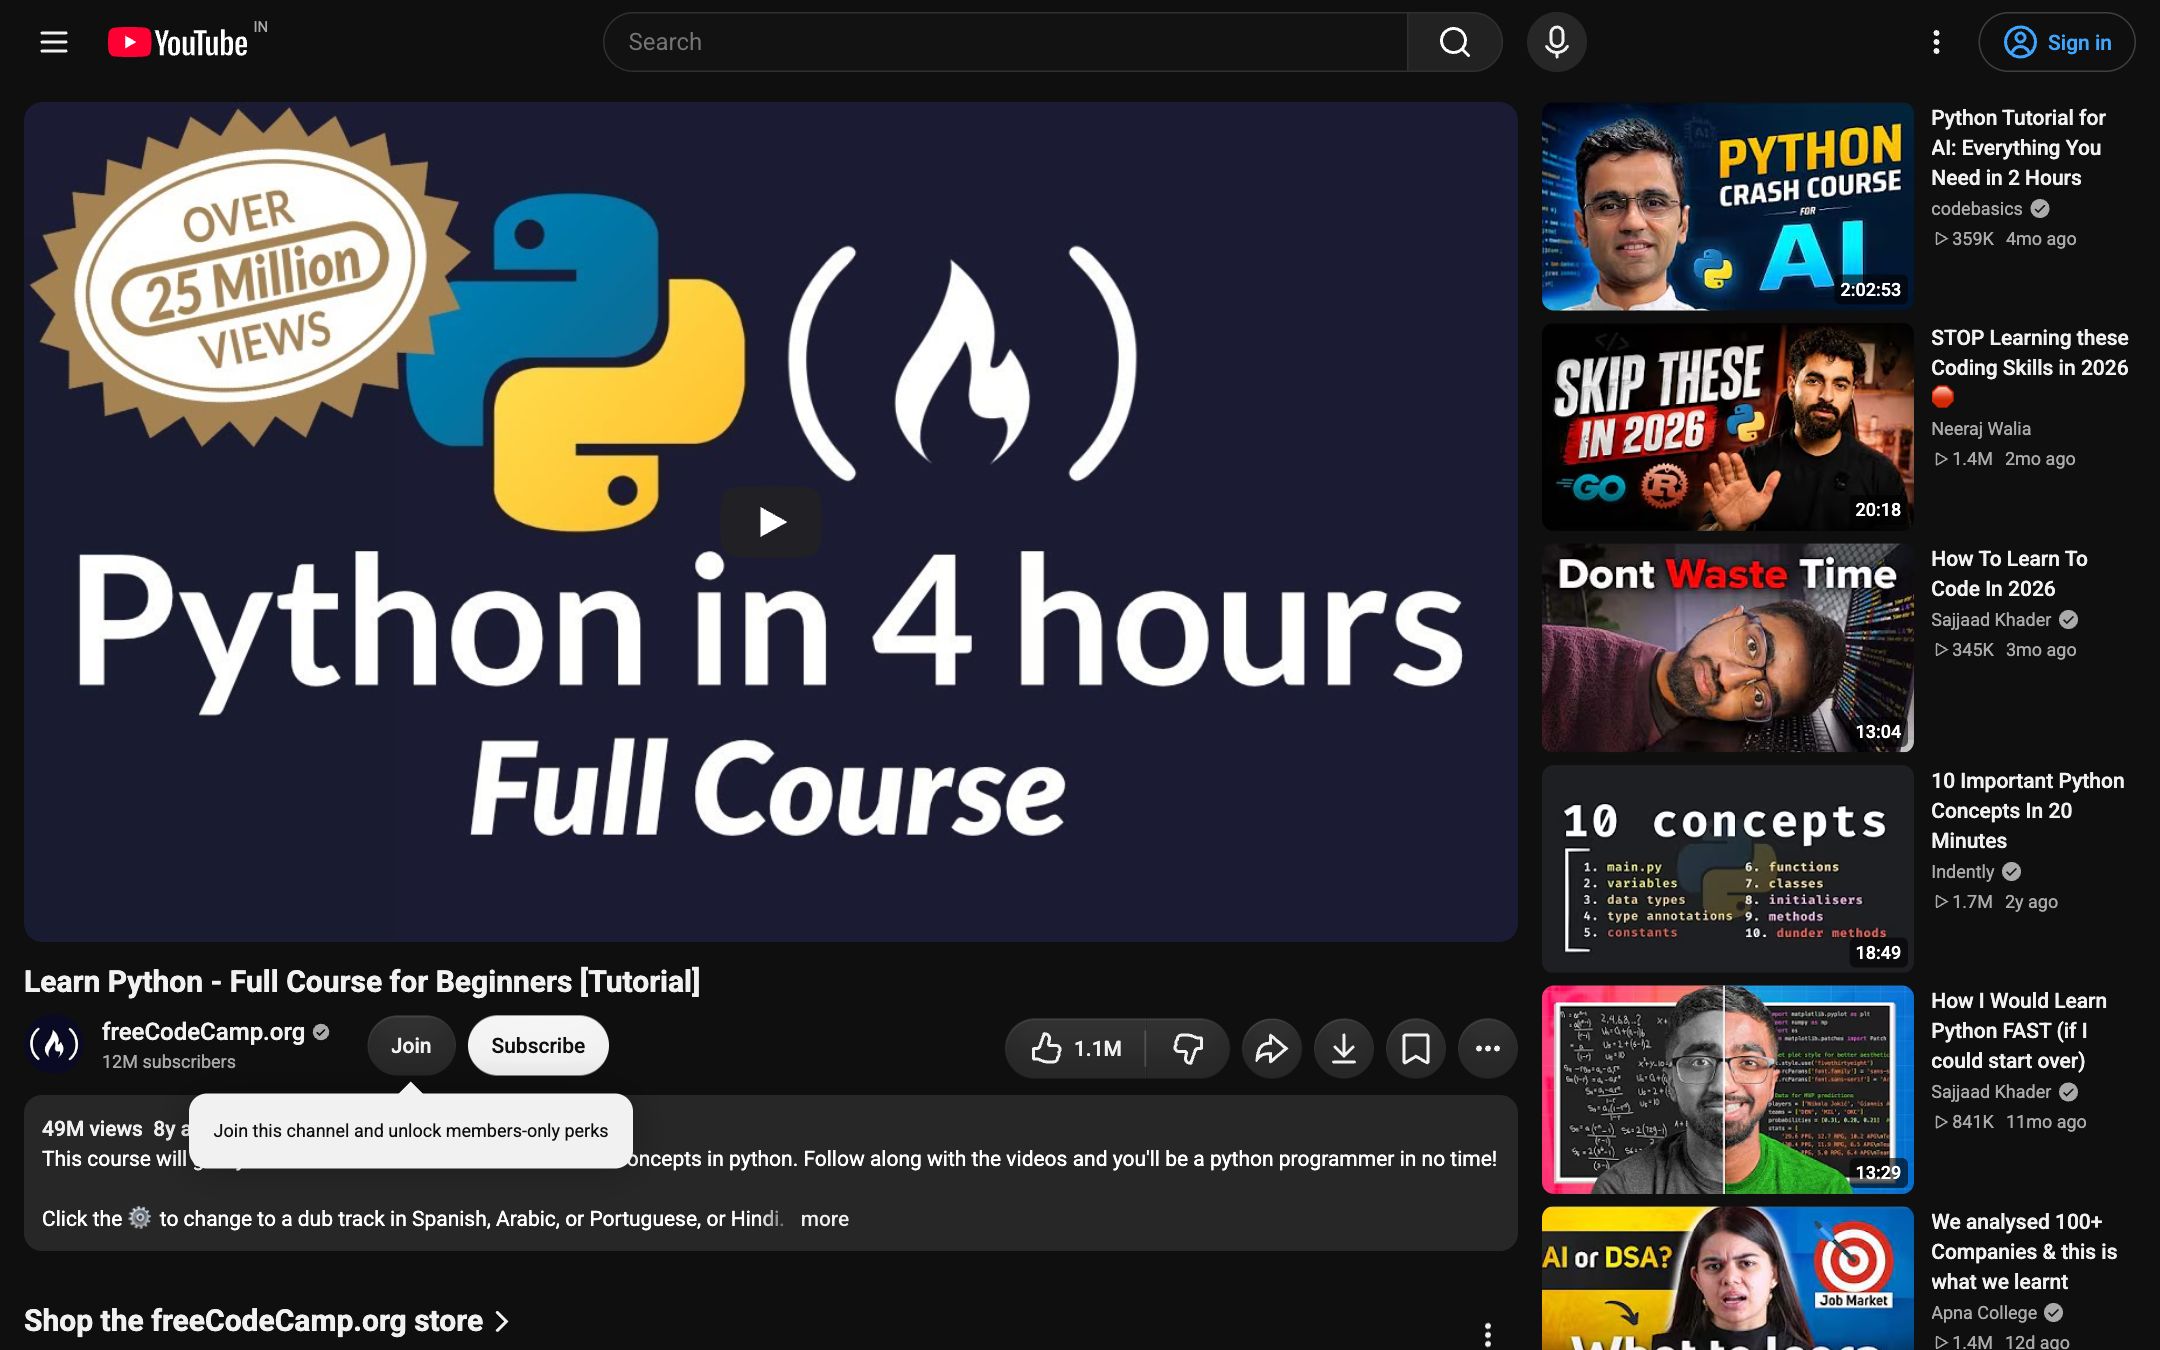 YouTube IN
Search
Sign in
OVER
25 Million
VIEWS
Python in 4 hours
Full Course
Learn Python - Full Course for Beginners [Tutorial]
freeCodeCamp.org
12M subscribers
Join
Subscribe
1.1M
Join this channel and unlock members-only perks
49M views 8y
This course will
oncepts in python. Follow along with the videos and you'll be a python programmer in no time!
Click the ⚙️ to change to a dub track in Spanish, Arabic, or Portuguese, or Hindi. more
Shop the freeCodeCamp.org store
PYTHON
CRASH COURSE
FOR
AI
2:02:53
Python Tutorial for
AI: Everything You
Need in 2 Hours
codebasics
359K 4mo ago
SKIP THESE
IN 2026
GO
R
20:18
STOP Learning these
Coding Skills in 2026
🛑
Neeraj Walia
1.4M 2mo ago
Dont Waste Time
13:04
How To Learn To
Code In 2026
Sajjaad Khader
345K 3mo ago
10 concepts
1. main.py
2. variables
3. data types
4. type annotations
5. constants
6. functions
7. classes
8. initialisers
9. methods
10. dunder methods
18:49
10 Important Python
Concepts In 20
Minutes
Indently
1.7M 2y ago
13:29
How I Would Learn
Python FAST (if I
could start over)
Sajjaad Khader
841K 11mo ago
AI or DSA?
Job Market
What to learn
We analysed 100+
Companies & this is
what we learnt
Apna College
1.4M 12d ago